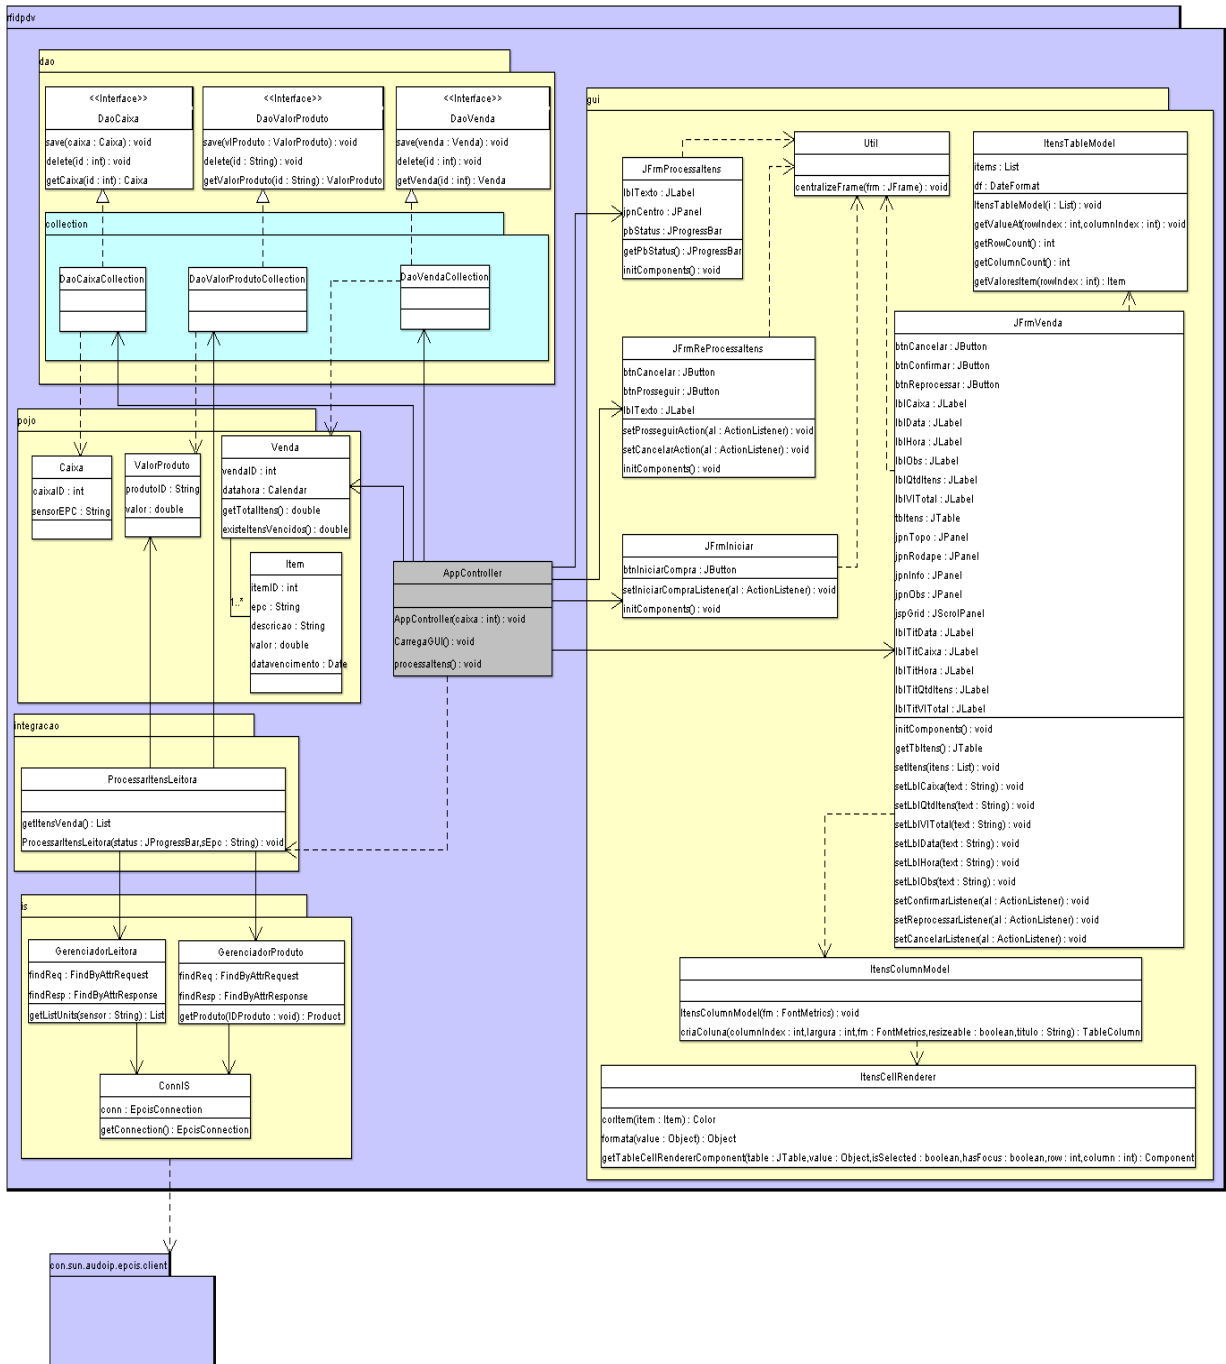 rfidpdv
dao
<<Interface>>
DaoCaixa
save(caixa : Caixa) : void
delete(id : int) : void
getCaixa(id : int) : Caixa
<<Interface>>
DaoValorProduto
save(vlProduto : ValorProduto) : void
delete(id : String) : void
getValorProduto(id : String) : ValorProduto
<<Interface>>
DaoVenda
save(venda : Venda) : void
delete(id : int) : void
getVenda(id : int) : Venda
collection
DaoCaixaCollection
DaoValorProdutoCollection
DaoVendaCollection
pojo
Caixa
caixaID : int
sensorEPC : String
ValorProduto
produtoID : String
valor : double
Venda
vendaID : int
datahora : Calendar
getTotalItens() : double
existeItensVencidos() : double
1..*
Item
itemID : int
epc : String
descricao : String
valor : double
datavencimento : Date
AppController
AppController(caixa : int) : void
CarregaGUI() : void
processaItens() : void
integracao
ProcessarItensLeitora
getItensVenda() : List
ProcessarItensLeitora(status : JProgressBar,sEpc : String) : void
is
GerenciadorLeitora
findReq : FindByAttrRequest
findResp : FindByAttrResponse
getListUnits(sensor : String) : List
GerenciadorProduto
findReq : FindByAttrRequest
findResp : FindByAttrResponse
getProduto(IDProduto : void) : Product
ConnIS
conn : EpcisConnection
getConnection() : EpcisConnection
con.sun.audoip.epcis.client
gui
JFrmProcessaItens
lblTexto : JLabel
jpnCentro : JPanel
pbStatus : JProgressBar
getPbStatus() : JProgressBar
initComponents() : void
Util
centralizeFrame(frm : JFrame) : void
ItensTableModel
items : List
df : DateFormat
ItensTableModel(i : List) : void
getValueAt(rowIndex : int,columnIndex : int) : void
getRowCount() : int
getColumnCount() : int
getValoresItem(rowIndex : int) : Item
JFrmReProcessaItens
btnCancelar : JButton
btnProsseguir : JButton
lblTexto : JLabel
setProsseguirAction(al : ActionListener) : void
setCancelarAction(al : ActionListener) : void
initComponents() : void
JFrmIniciar
btnIniciarCompra : JButton
setIniciarCompraListener(al : ActionListener) : void
initComponents() : void
JFrmVenda
btnCancelar : JButton
btnConfirmar : JButton
btnReprocessar : JButton
lblCaixa : JLabel
lblData : JLabel
lblHora : JLabel
lblObs : JLabel
lblQtdItens : JLabel
lblVlTotal : JLabel
tbItens : JTable
jpnTopo : JPanel
jpnRodape : JPanel
jpnInfo : JPanel
jpnObs : JPanel
jspGrid : JScrolPanel
lblTitData : JLabel
lblTitCaixa : JLabel
lblTitHora : JLabel
lblTitQtdItens : JLabel
lblTitVlTotal : JLabel
initComponents() : void
getTbItens() : JTable
setItens(itens : List) : void
setLblCaixa(text : String) : void
setLblQtdItens(text : String) : void
setLblVlTotal(text : String) : void
setLblData(text : String) : void
setLblHora(text : String) : void
setLblObs(text : String) : void
setConfirmarListener(al : ActionListener) : void
setReprocessarListener(al : ActionListener) : void
setCancelarListener(al : ActionListener) : void
ItensColumnModel
ItensColumnModel(fm : FontMetrics) : void
criaColuna(columnIndex : int,largura : int,fm : FontMetrics,resizeable : boolean,titulo : String) : TableColumn
ItensCellRenderer
corItem(item : Item) : Color
formata(value : Object) : Object
getTableCellRendererComponent(table : JTable,value : Object,isSelected : boolean,hasFocus : boolean,row : int,column : int) : Component